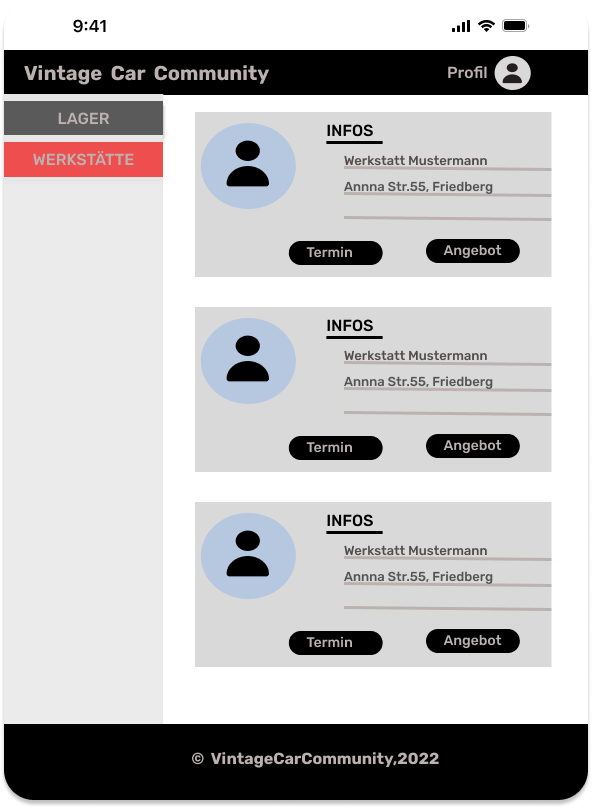 9:41
Vintage Car Community
Profil
LAGER
WERKSTÄTTE
INFOS
Werkstatt Mustermann
Annna Str.55, Friedberg
Termin
Angebot
INFOS
Werkstatt Mustermann
Annna Str.55, Friedberg
Termin
Angebot
INFOS
Werkstatt Mustermann
Annna Str.55, Friedberg
Termin
Angebot
© VintageCarCommunity,2022